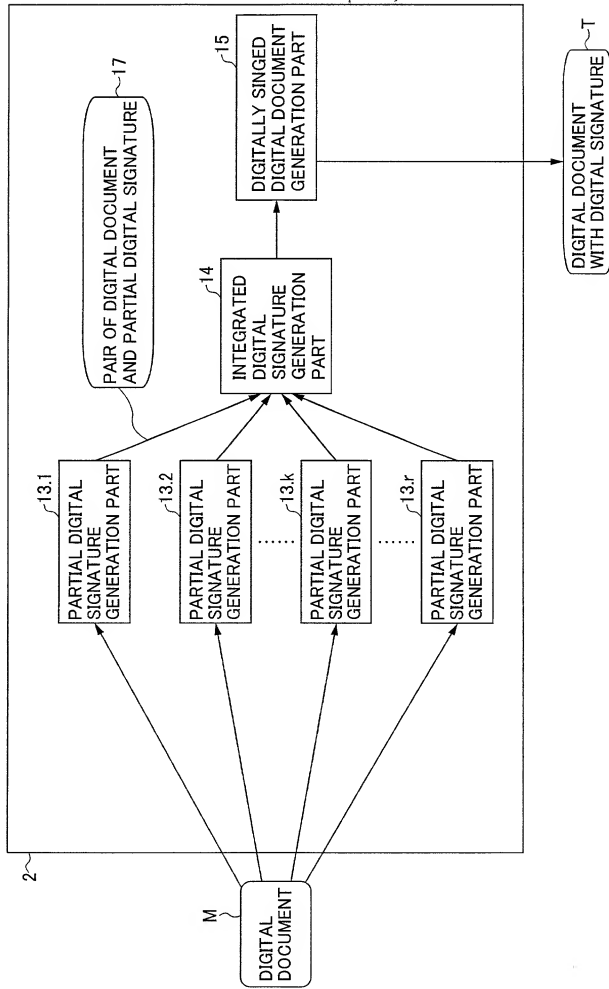 2
M
DIGITAL
DOCUMENT
13.1
PARTIAL DIGITAL
SIGNATURE
GENERATION PART
13.2
PARTIAL DIGITAL
SIGNATURE
GENERATION PART
13.k
PARTIAL DIGITAL
SIGNATURE
GENERATION PART
13.r
PARTIAL DIGITAL
SIGNATURE
GENERATION PART
17
PAIR OF DIGITAL DOCUMENT
AND PARTIAL DIGITAL SIGNATURE
14
INTEGRATED
DIGITAL
SIGNATURE
GENERATION
PART
15
DIGITALLY SINGED
DIGITAL DOCUMENT
GENERATION PART
T
DIGITAL DOCUMENT
WITH DIGITAL SIGNATURE